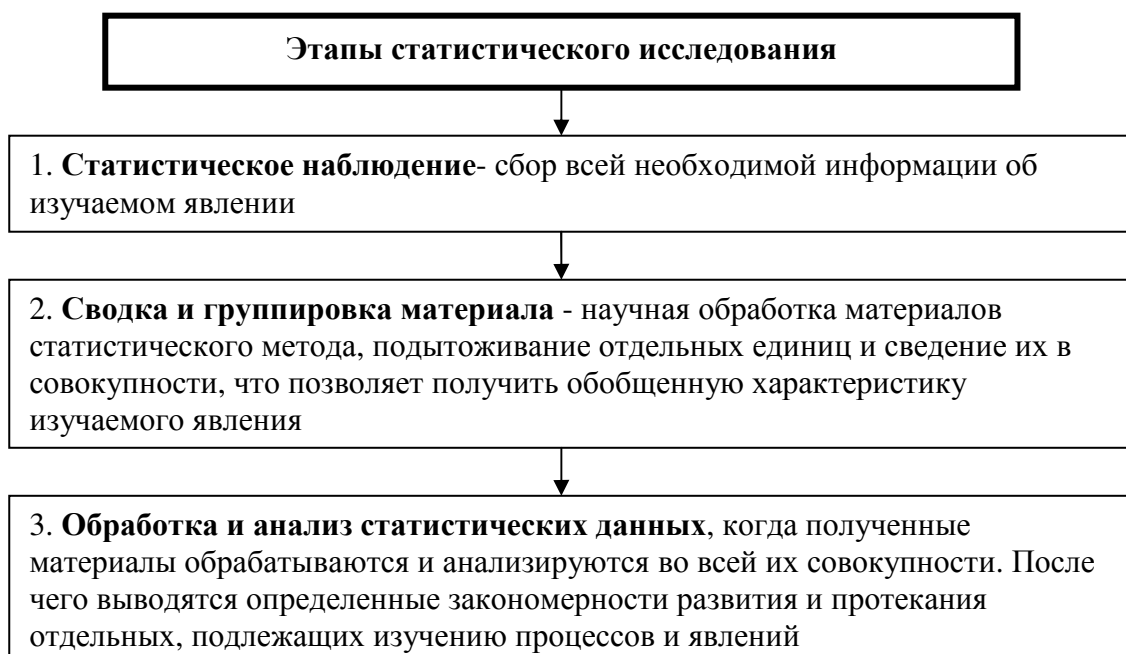 Этапы статистического исследования
1. Статистическое наблюдение- сбор всей необходимой информации об
изучаемом явлении
2. Сводка и группировка материала - научная обработка материалов
статистического метода, подытоживание отдельных единиц и сведение их в
совокупности, что позволяет получить обобщенную характеристику
изучаемого явления
3. Обработка и анализ статистических данных, когда полученные
материалы обрабатываются и анализируются во всей их совокупности. После
чего выводятся определенные закономерности развития и протекания
отдельных, подлежащих изучению процессов и явлений